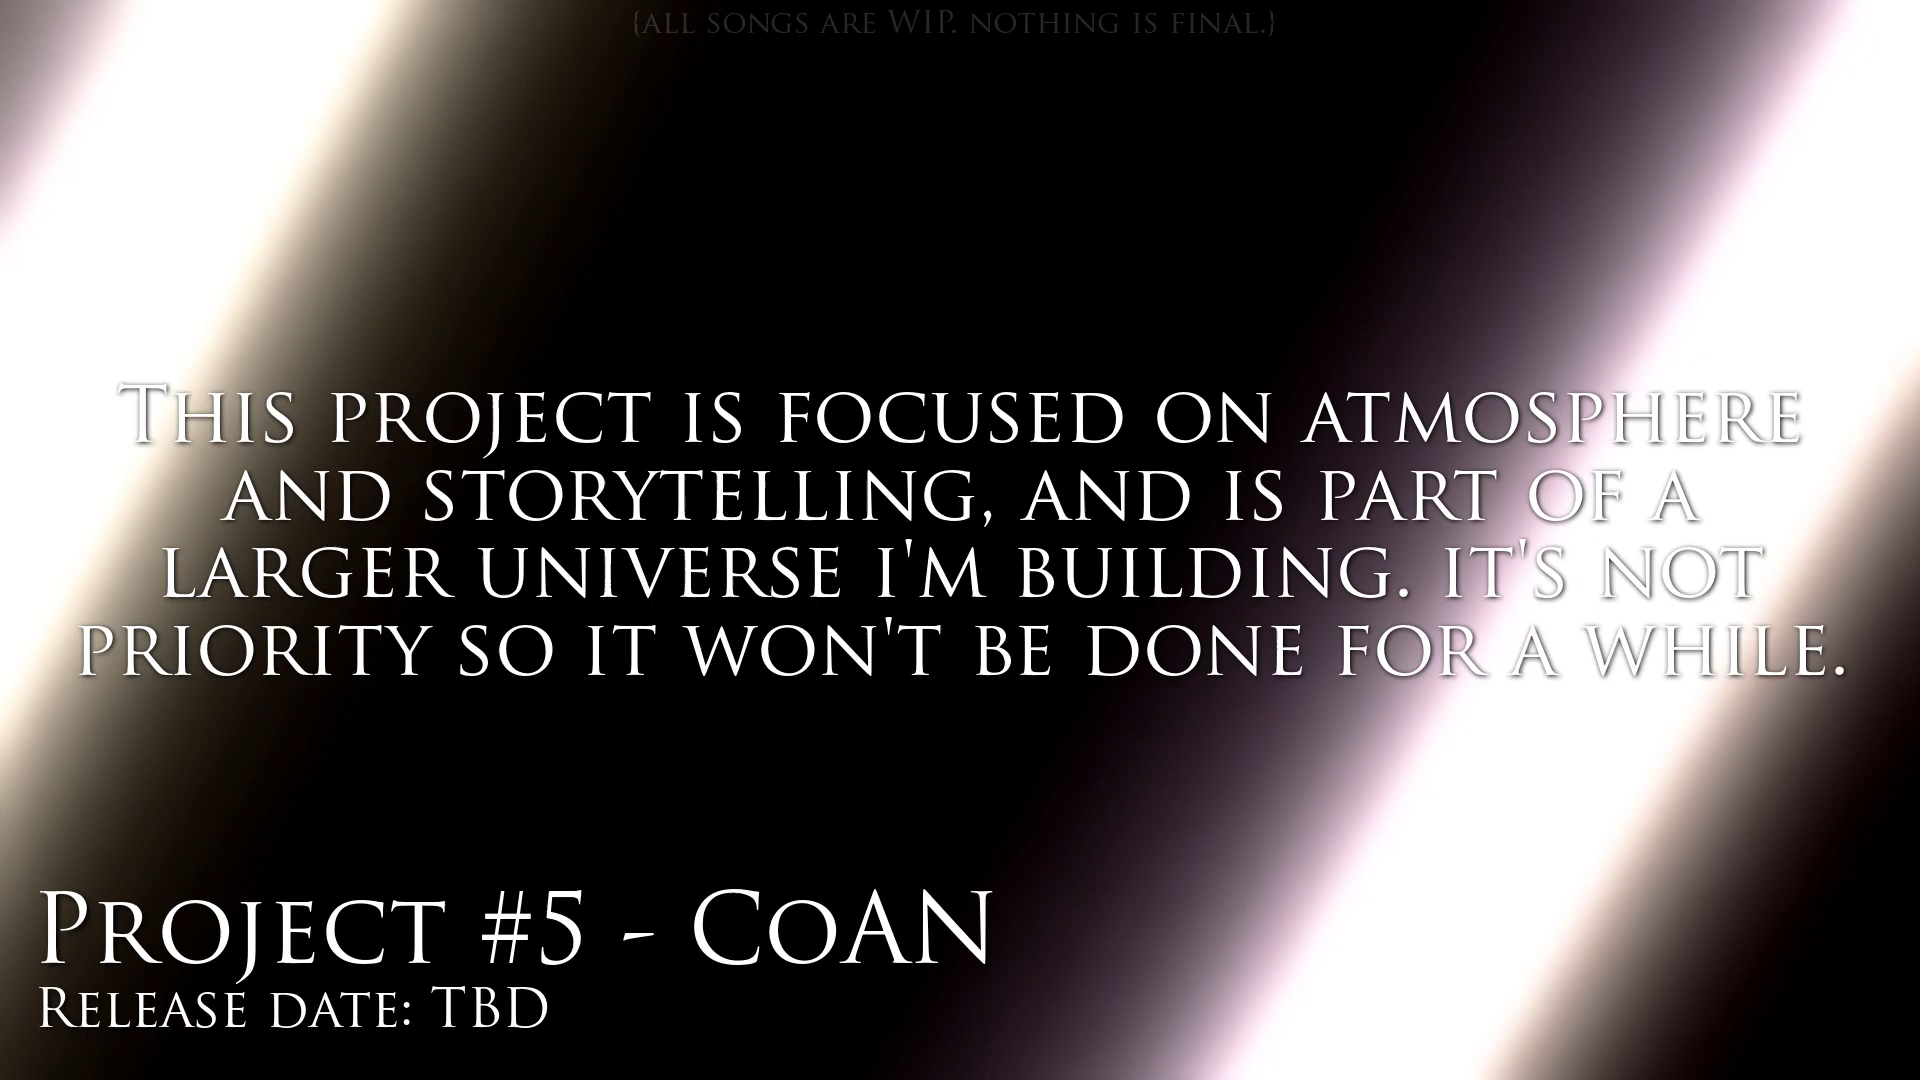 {all songs are WIP. nothing is final.}
This project is focused on atmosphere
and storytelling, and is part of a
larger universe i'm building. it's not
priority so it won't be done for a while.
Project #5 - CoAN
Release date: TBD